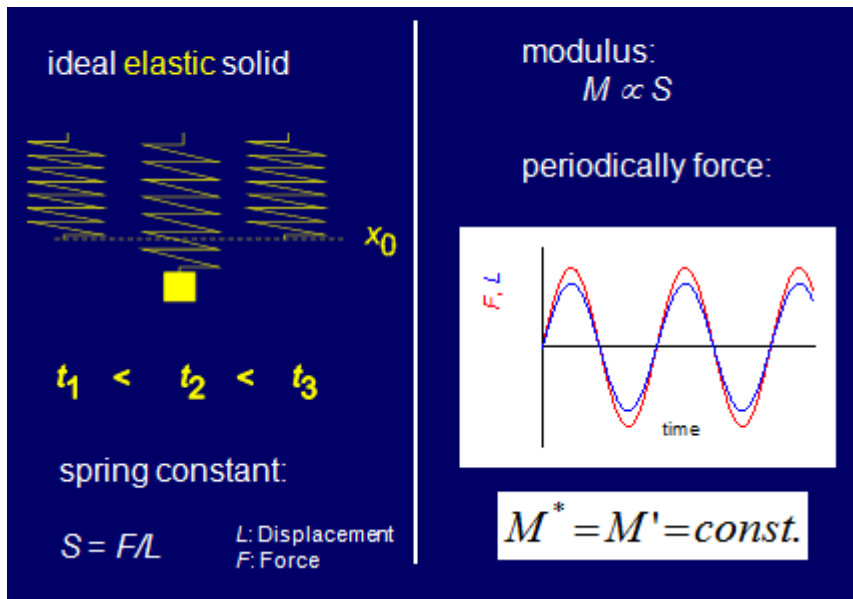 ideal elastic solid
x₀
t₁ < t₂ < t₃
spring constant:
S = F/L
L: Displacement
F: Force
modulus:
M ∝ S
periodically force:
F, L
time
M* = M' = const.